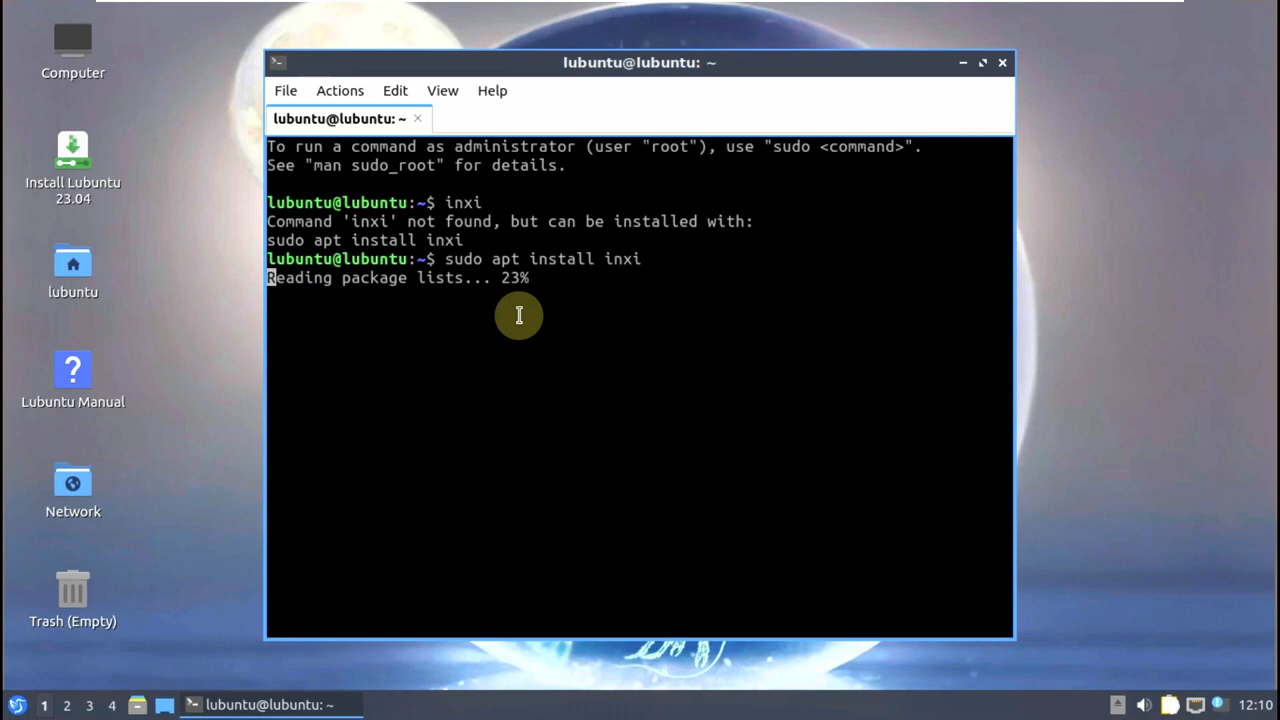 Computer
Install Lubuntu
23.04
lubuntu
Lubuntu Manual
Network
Trash (Empty)
lubuntu@lubuntu: ~
File Actions Edit View Help
lubuntu@lubuntu: ~
To run a command as administrator (user "root"), use "sudo <command>".
See "man sudo_root" for details.
lubuntu@lubuntu:~$ inxi
Command 'inxi' not found, but can be installed with:
sudo apt install inxi
lubuntu@lubuntu:~$ sudo apt install inxi
Reading package lists... 23%
1 2 3 4 lubuntu@lubuntu: ~ 12:10